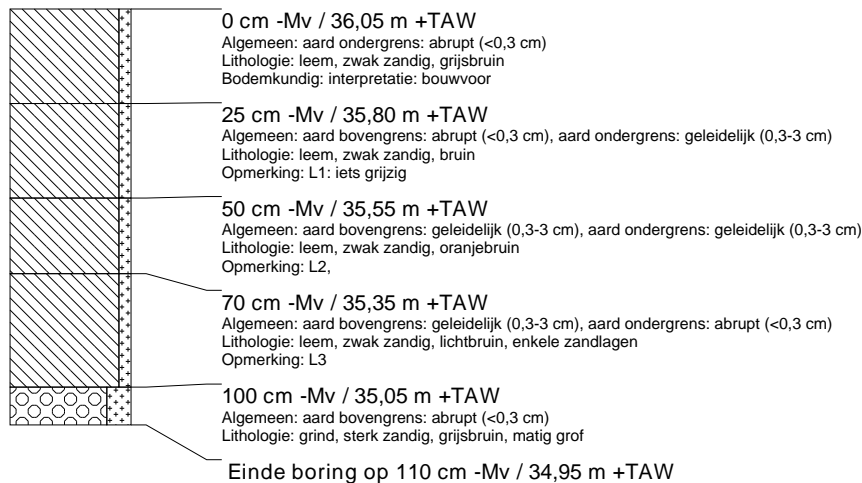 0 cm -Mv / 36,05 m +TAW
Algemeen: aard ondergrens: abrupt (<0,3 cm)
Lithologie: leem, zwak zandig, grijsbruin
Bodemkundig: interpretatie: bouwvoor
25 cm -Mv / 35,80 m +TAW
Algemeen: aard bovengrens: abrupt (<0,3 cm), aard ondergrens: geleidelijk (0,3-3 cm)
Lithologie: leem, zwak zandig, bruin
Opmerking: L1: iets grijzig
50 cm -Mv / 35,55 m +TAW
Algemeen: aard bovengrens: geleidelijk (0,3-3 cm), aard ondergrens: geleidelijk (0,3-3 cm)
Lithologie: leem, zwak zandig, oranjebruin
Opmerking: L2,
70 cm -Mv / 35,35 m +TAW
Algemeen: aard bovengrens: geleidelijk (0,3-3 cm), aard ondergrens: abrupt (<0,3 cm)
Lithologie: leem, zwak zandig, lichtbruin, enkele zandlagen
Opmerking: L3
100 cm -Mv / 35,05 m +TAW
Algemeen: aard bovengrens: abrupt (<0,3 cm)
Lithologie: grind, sterk zandig, grijsbruin, matig grof
Einde boring op 110 cm -Mv / 34,95 m +TAW